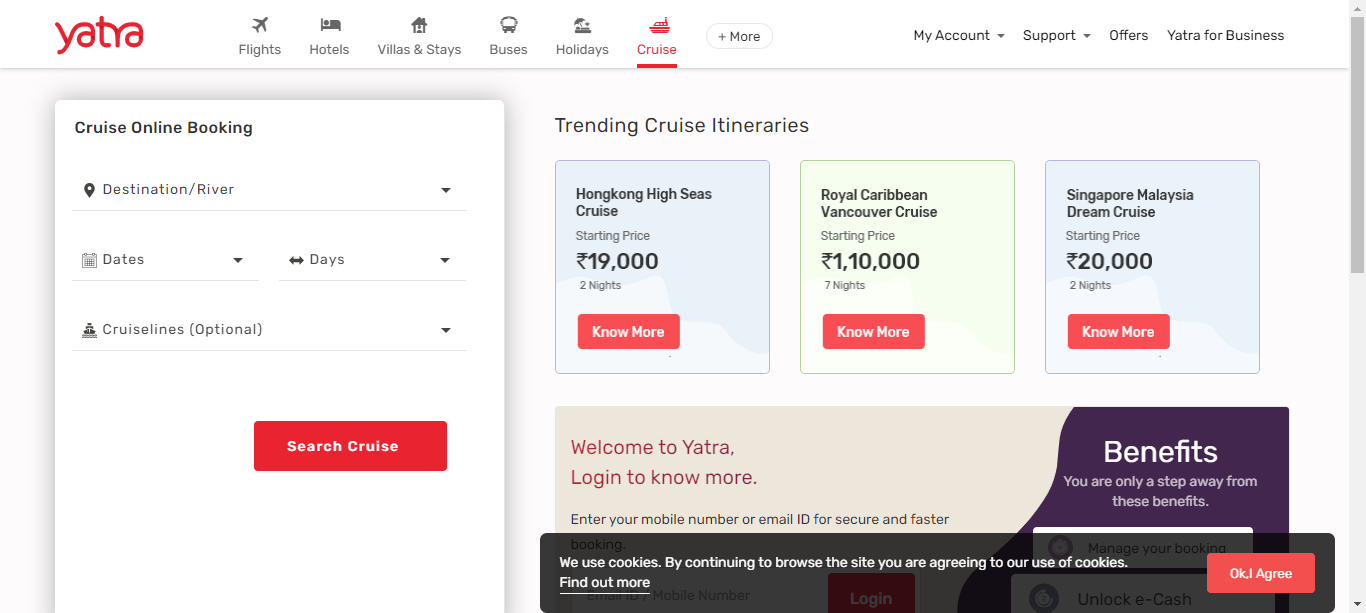 yatra
Flights
Hotels
Villas & Stays
Buses
Holidays
Cruise
+ More
My Account
Support
Offers
Yatra for Business
Cruise Online Booking
Destination/River
Dates
Days
Cruiselines (Optional)
Search Cruise
Trending Cruise Itineraries
Hongkong High Seas
Cruise
Starting Price
₹19,000
2 Nights
Know More
Royal Caribbean
Vancouver Cruise
Starting Price
₹1,10,000
7 Nights
Know More
Singapore Malaysia
Dream Cruise
Starting Price
₹20,000
2 Nights
Know More
Welcome to Yatra,
Login to know more.
Enter your mobile number or email ID for secure and faster
booking.
Email ID / Mobile Number
Login
Benefits
You are only a step away from
these benefits.
Manage your booking
Unlock e-Cash
We use cookies. By continuing to browse the site you are agreeing to our use of cookies.
Find out more
Ok,I Agree